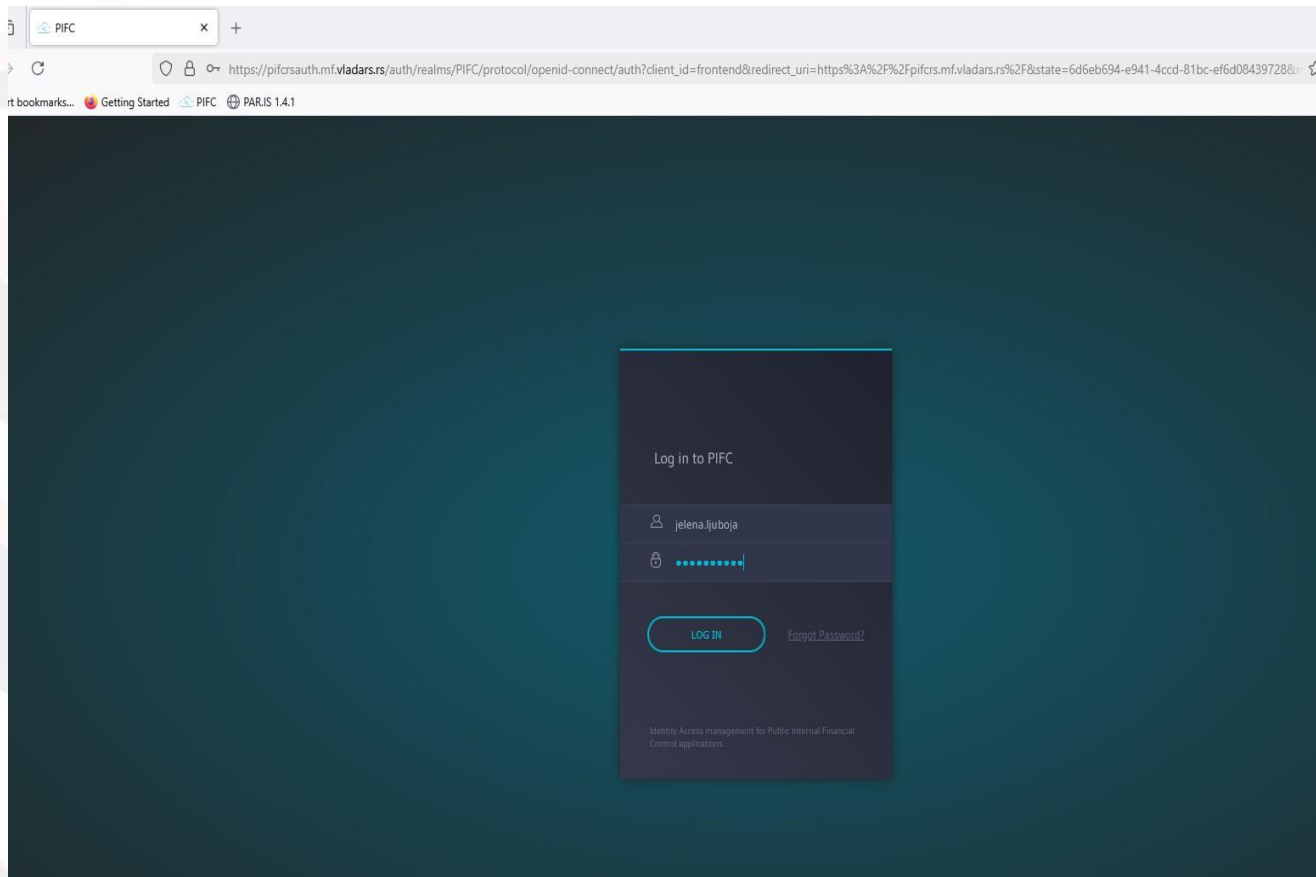 PIFC
https://pifcrsauth.mf.vladars.rs/auth/realms/PIFC/protocol/openid-connect/auth?client_id=frontend&redirect_uri=https%3A%2F%2Fpifcrs.mf.vladars.rs%2F&state=6d6eb694-e941-4ccd-81bc-ef6d08439728&r
rt bookmarks... Getting Started PIFC PAR.IS 1.4.1
Log in to PIFC
jelena.ljuboja
LOG IN Forgot Password?
Identity Access management for Public Internal Financial
Control applications.